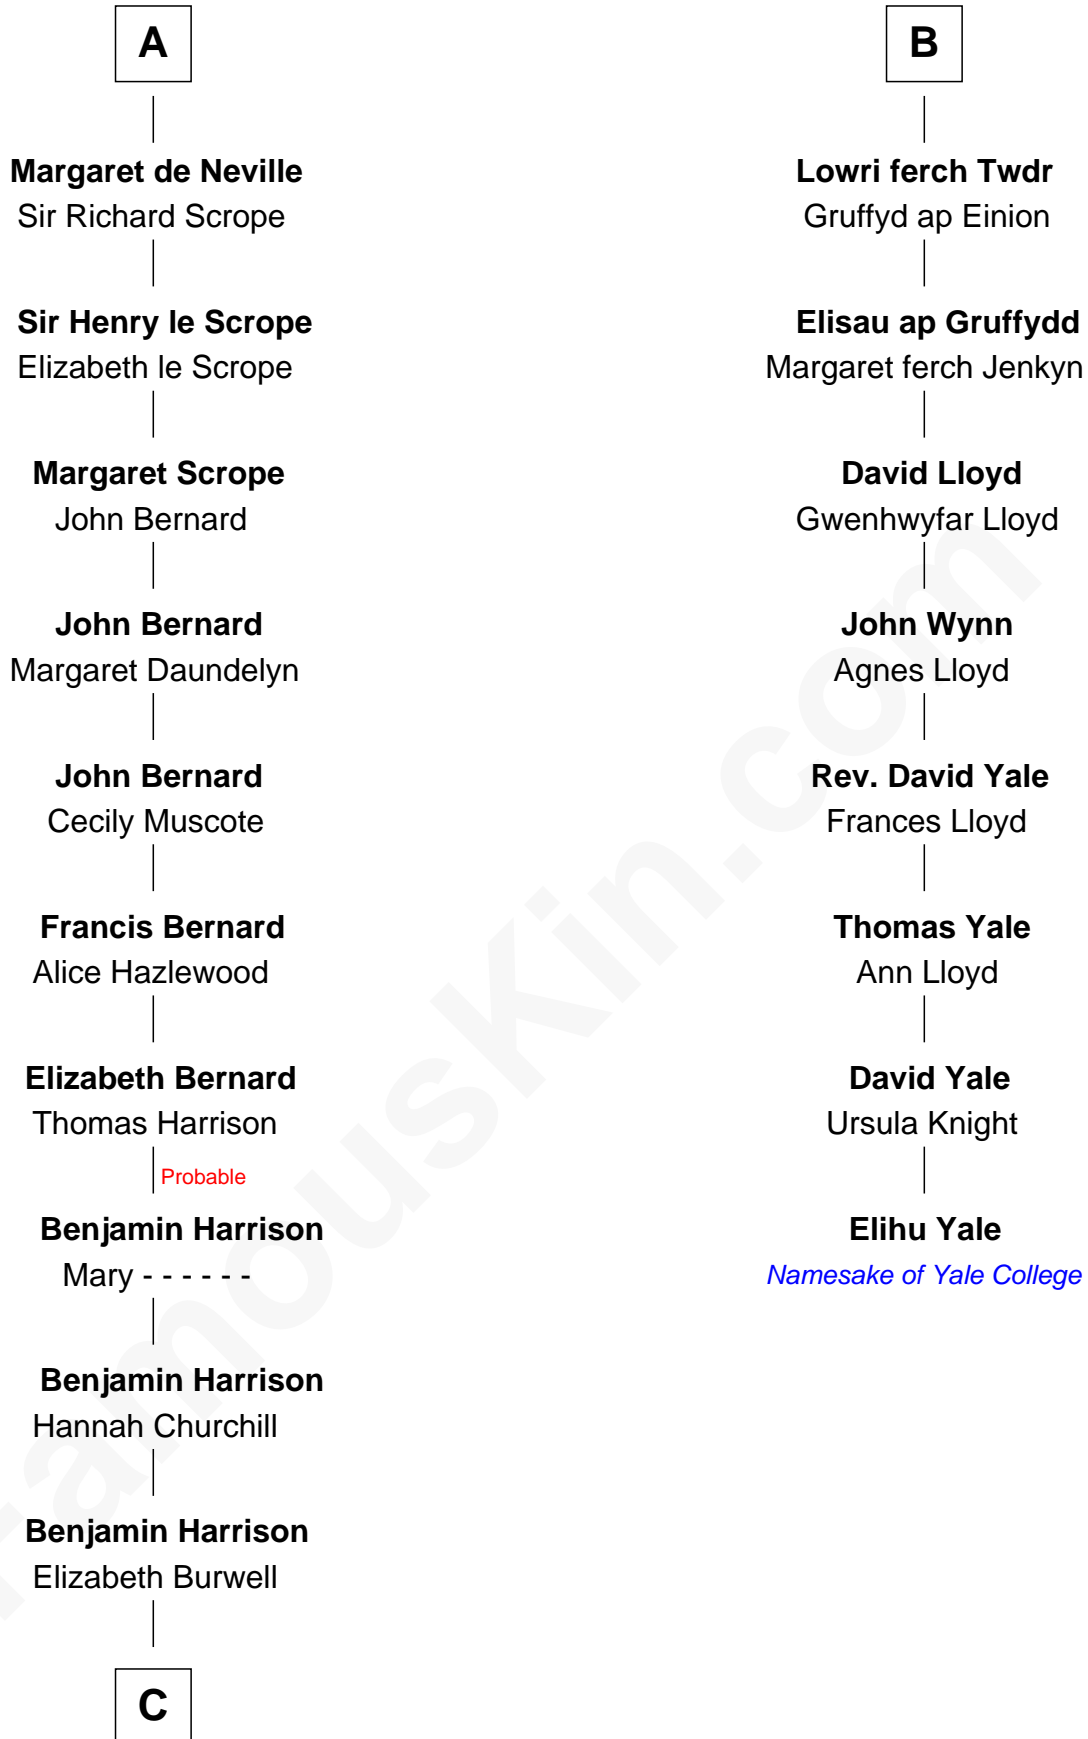 A
Margaret de Neville
Sir Richard Scrope
Sir Henry le Scrope
Elizabeth le Scrope
Margaret Scrope
John Bernard
John Bernard
Margaret Daundelyn
John Bernard
Cecily Muscote
Francis Bernard
Alice Hazlewood
Elizabeth Bernard
Thomas Harrison
Probable
Benjamin Harrison
Mary - - - - - -
Benjamin Harrison
Hannah Churchill
Benjamin Harrison
Elizabeth Burwell
C
B
Lowri ferch Twdr
Gruffyd ap Einion
Elisau ap Gruffydd
Margaret ferch Jenkyn
David Lloyd
Gwenhwyfar Lloyd
John Wynn
Agnes Lloyd
Rev. David Yale
Frances Lloyd
Thomas Yale
Ann Lloyd
David Yale
Ursula Knight
Elihu Yale
Namesake of Yale College
FamousKin.com